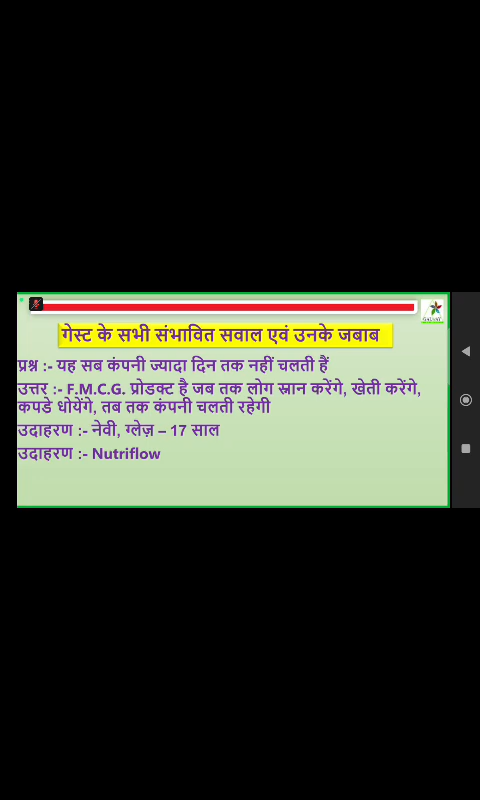 गेस्ट के सभी संभावित सवाल एवं उनके जबाब
प्रश्न :- यह सब कंपनी ज्यादा दिन तक नहीं चलती हैं
उत्तर :- F.M.C.G. प्रोडक्ट है जब तक लोग स्नान करेंगे, खेती करेंगे,
कपडे धोयेंगे, तब तक कंपनी चलती रहेगी
उदाहरण :- नेवी, ग्लेज़ – 17 साल
उदाहरण :- Nutriflow